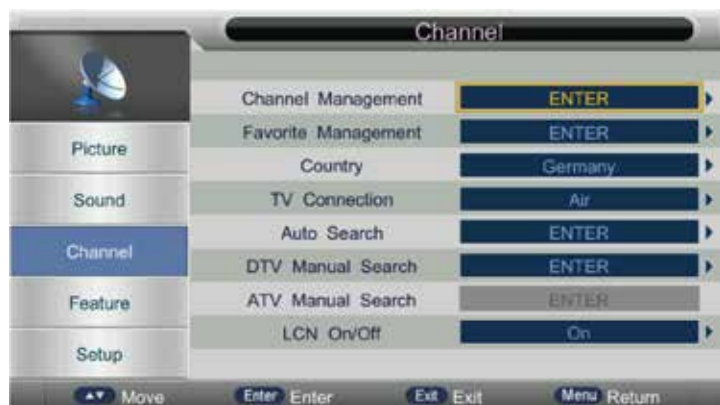 Channel
Channel Management ENTER
Favorite Management ENTER
Picture
Country Germany
Sound
TV Connection Air
Auto Search ENTER
Channel
DTV Manual Search ENTER
Feature
ATV Manual Search ENTER
LCN On/Off On
Setup
Move Enter Enter Exit Exit Menu Return